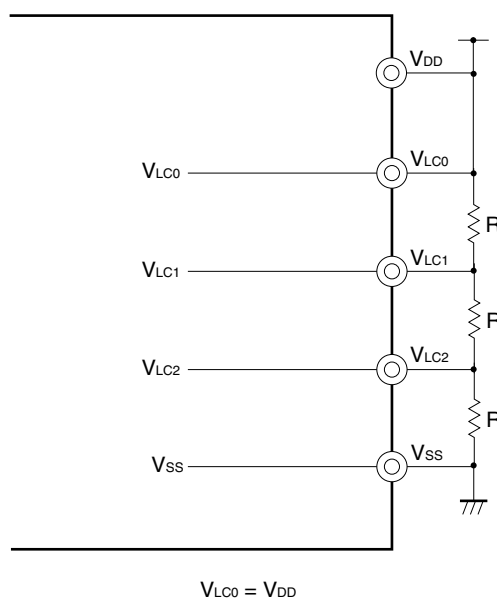 VDD
VLC0 VLC0
R
VLC1 VLC1
R
VLC2 VLC2
R
VSS VSS
VLC0 = VDD